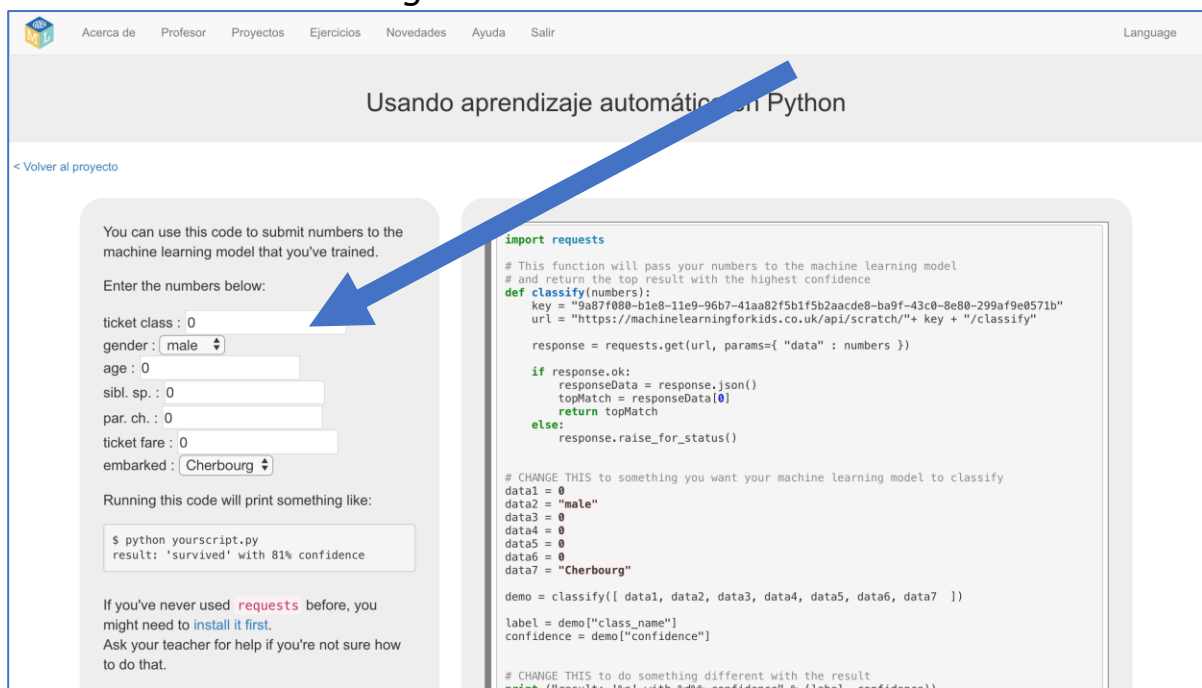 Acerca de Profesor Proyectos Ejercicios Novedades Ayuda Salir Language
Usando aprendizaje automático en Python
< Volver al proyecto
You can use this code to submit numbers to the
machine learning model that you've trained.
Enter the numbers below:
ticket class : 0
gender : male
age : 0
sibl. sp. : 0
par. ch. : 0
ticket fare : 0
embarked : Cherbourg
Running this code will print something like:
$ python yourscript.py
result: 'survived' with 81% confidence
If you've never used requests before, you
might need to install it first.
Ask your teacher for help if you're not sure how
to do that.
import requests
# This function will pass your numbers to the machine learning model
# and return the top result with the highest confidence
def classify(numbers):
    key = "9a87f080-b1e8-11e9-96b7-41aa82f5b1f5b2aacde8-ba9f-43c0-8e80-299af9e0571b"
    url = "https://machinelearningforkids.co.uk/api/scratch/"+ key + "/classify"
    response = requests.get(url, params={ "data" : numbers })
    if response.ok:
        responseData = response.json()
        topMatch = responseData[0]
        return topMatch
    else:
        response.raise_for_status()
# CHANGE THIS to something you want your machine learning model to classify
data1 = 0
data2 = "male"
data3 = 0
data4 = 0
data5 = 0
data6 = 0
data7 = "Cherbourg"
demo = classify([ data1, data2, data3, data4, data5, data6, data7 ])
label = demo["class_name"]
confidence = demo["confidence"]
# CHANGE THIS to do something different with the result
print ("result: '%s' with %d%% confidence" % (label, confidence))